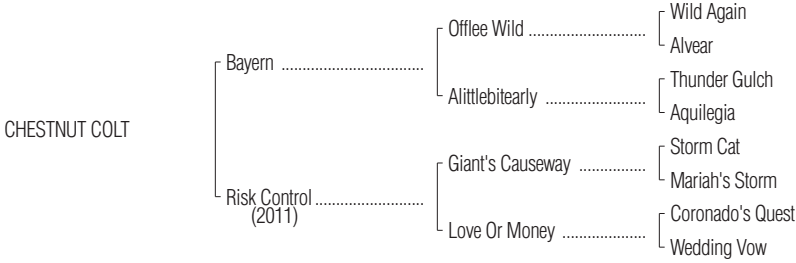 Wild Again
Offlee Wild ..............................
Alvear
Bayern .....................................
Thunder Gulch
Alittlebitearly ..........................
Aquilegia
CHESTNUT COLT
Storm Cat
Giant's Causeway .................
Mariah's Storm
Risk Control ............................
(2011)
Coronado's Quest
Love Or Money ......................
Wedding Vow